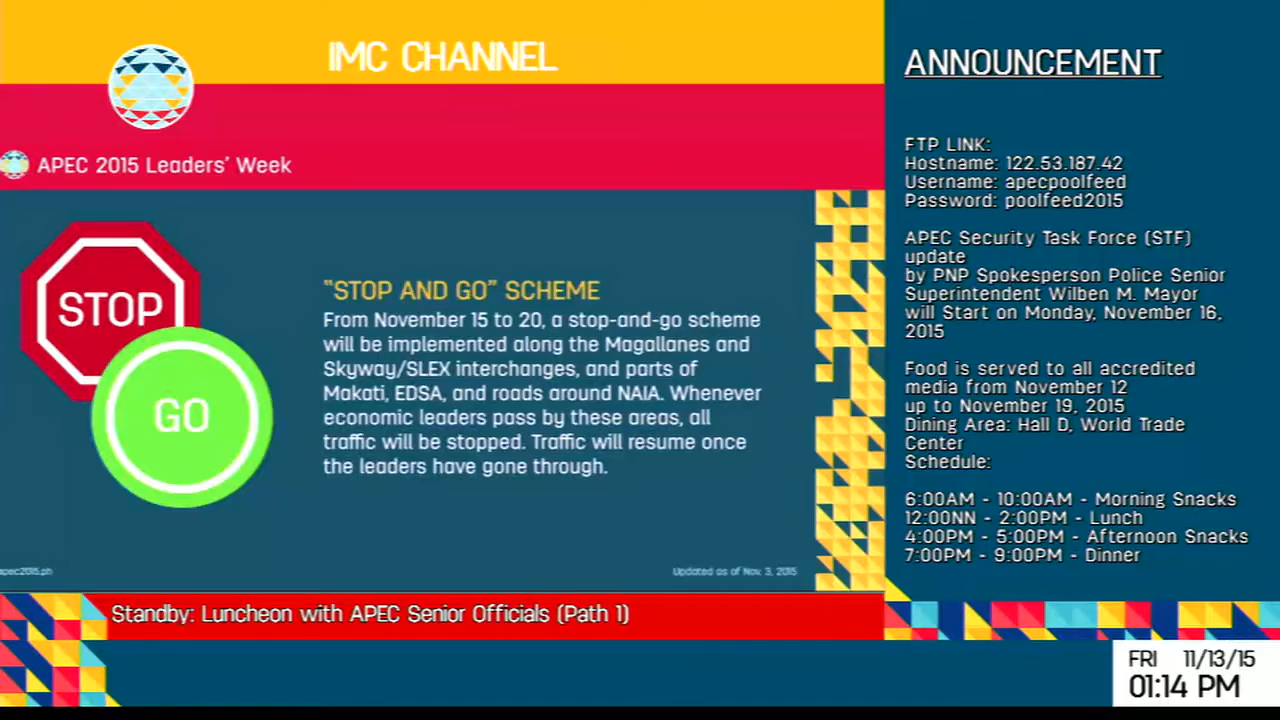 IMC CHANNEL
APEC 2015 Leaders' Week
STOP
GO
"STOP AND GO" SCHEME
From November 15 to 20, a stop-and-go scheme
will be implemented along the Magallanes and
Skyway/SLEX interchanges, and parts of
Makati, EDSA, and roads around NAIA. Whenever
economic leaders pass by these areas, all
traffic will be stopped. Traffic will resume once
the leaders have gone through.
apec2015.ph
Updated as of Nov. 3, 2015
Standby: Luncheon with APEC Senior Officials (Path 1)
ANNOUNCEMENT
FTP LINK:
Hostname: 122.53.187.42
Username: apecpoolfeed
Password: poolfeed2015
APEC Security Task Force (STF)
update
by PNP Spokesperson Police Senior
Superintendent Wilben M. Mayor
will Start on Monday, November 16,
2015
Food is served to all accredited
media from November 12
up to November 19, 2015
Dining Area: Hall D, World Trade
Center
Schedule:
6:00AM - 10:00AM - Morning Snacks
12:00NN - 2:00PM - Lunch
4:00PM - 5:00PM - Afternoon Snacks
7:00PM - 9:00PM - Dinner
FRI 11/13/15
01:14 PM